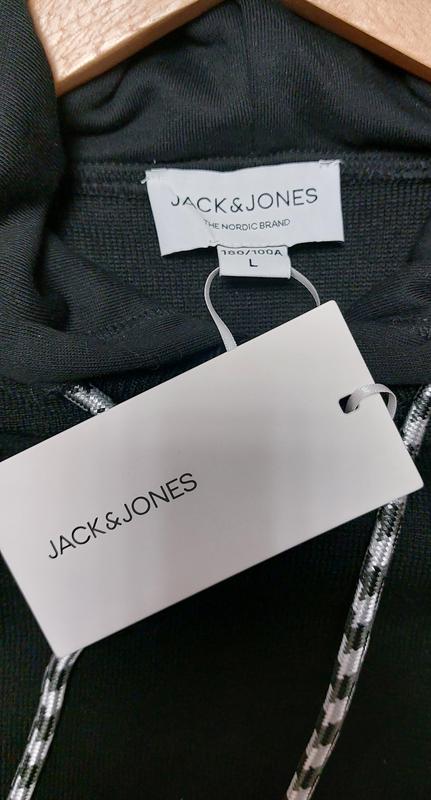 JACK&JONES
THE NORDIC BRAND
180/100A
L
JACK&JONES